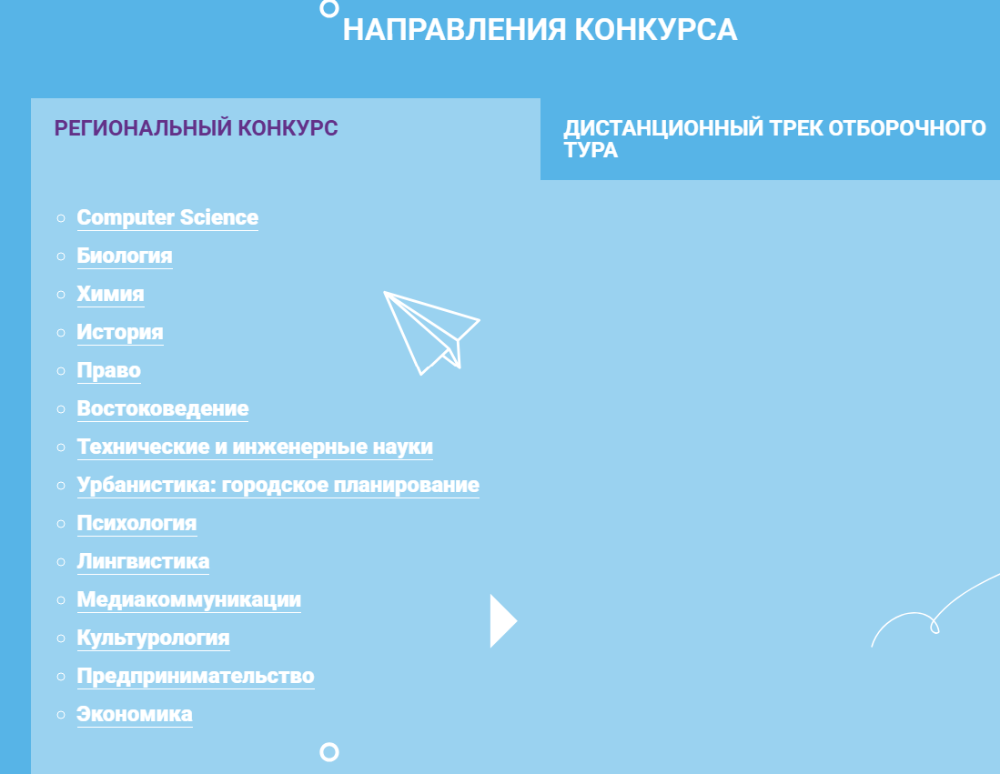 НАПРАВЛЕНИЯ КОНКУРСА
РЕГИОНАЛЬНЫЙ КОНКУРС
ДИСТАНЦИОННЫЙ ТРЕК ОТБОРОЧНОГО
ТУРА
Computer Science
Биология
Химия
История
Право
Востоковедение
Технические и инженерные науки
Урбанистика: городское планирование
Психология
Лингвистика
Медиакоммуникации
Культурология
Предпринимательство
Экономика